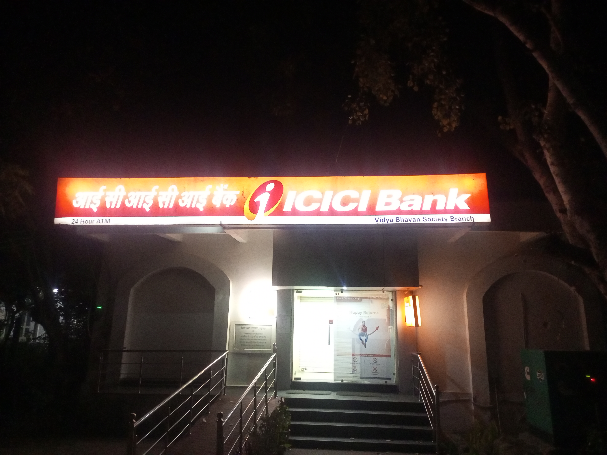 आई सी आई सी आई बैंक
i ICICI Bank
24 Hour ATM
Vidya Bhavan Society Branch